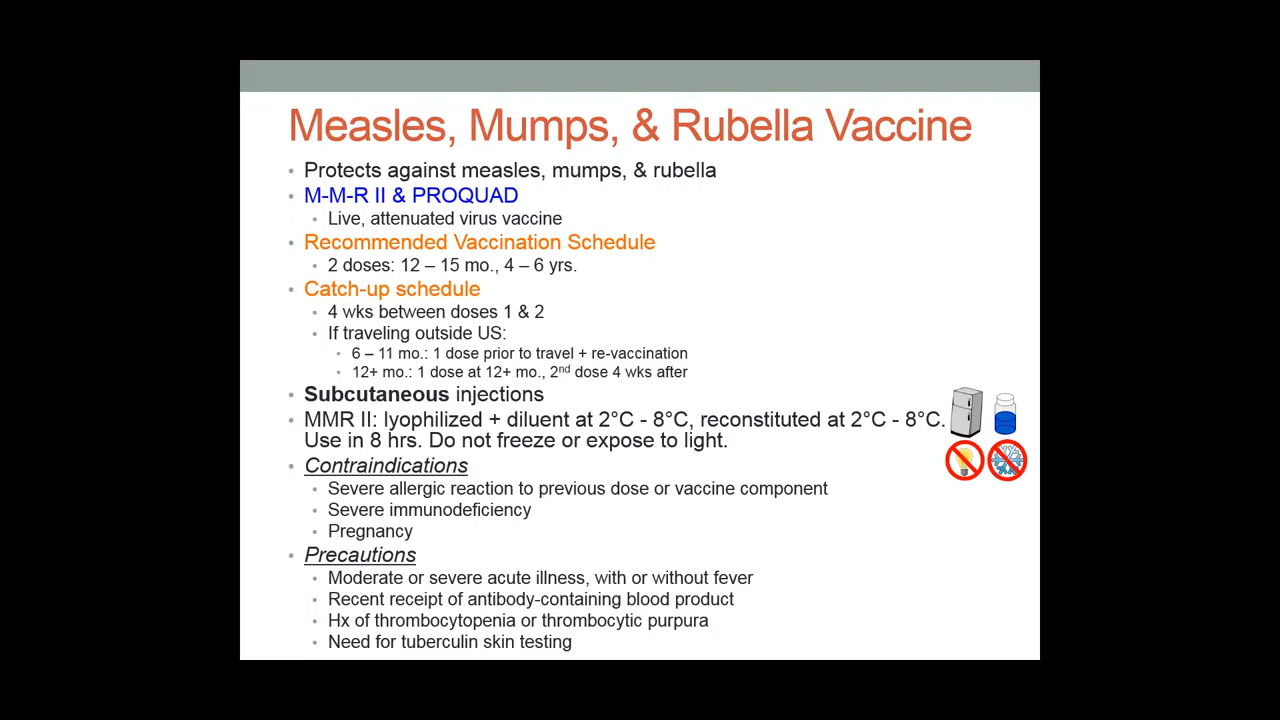 Measles, Mumps, & Rubella Vaccine
• Protects against measles, mumps, & rubella
• M-M-R II & PROQUAD
• Live, attenuated virus vaccine
• Recommended Vaccination Schedule
• 2 doses: 12 – 15 mo., 4 – 6 yrs.
• Catch-up schedule
• 4 wks between doses 1 & 2
• If traveling outside US:
• 6 – 11 mo.: 1 dose prior to travel + re-vaccination
• 12+ mo.: 1 dose at 12+ mo., 2nd dose 4 wks after
• Subcutaneous injections
• MMR II: lyophilized + diluent at 2°C - 8°C, reconstituted at 2°C - 8°C.
Use in 8 hrs. Do not freeze or expose to light.
• Contraindications
• Severe allergic reaction to previous dose or vaccine component
• Severe immunodeficiency
• Pregnancy
• Precautions
• Moderate or severe acute illness, with or without fever
• Recent receipt of antibody-containing blood product
• Hx of thrombocytopenia or thrombocytic purpura
• Need for tuberculin skin testing